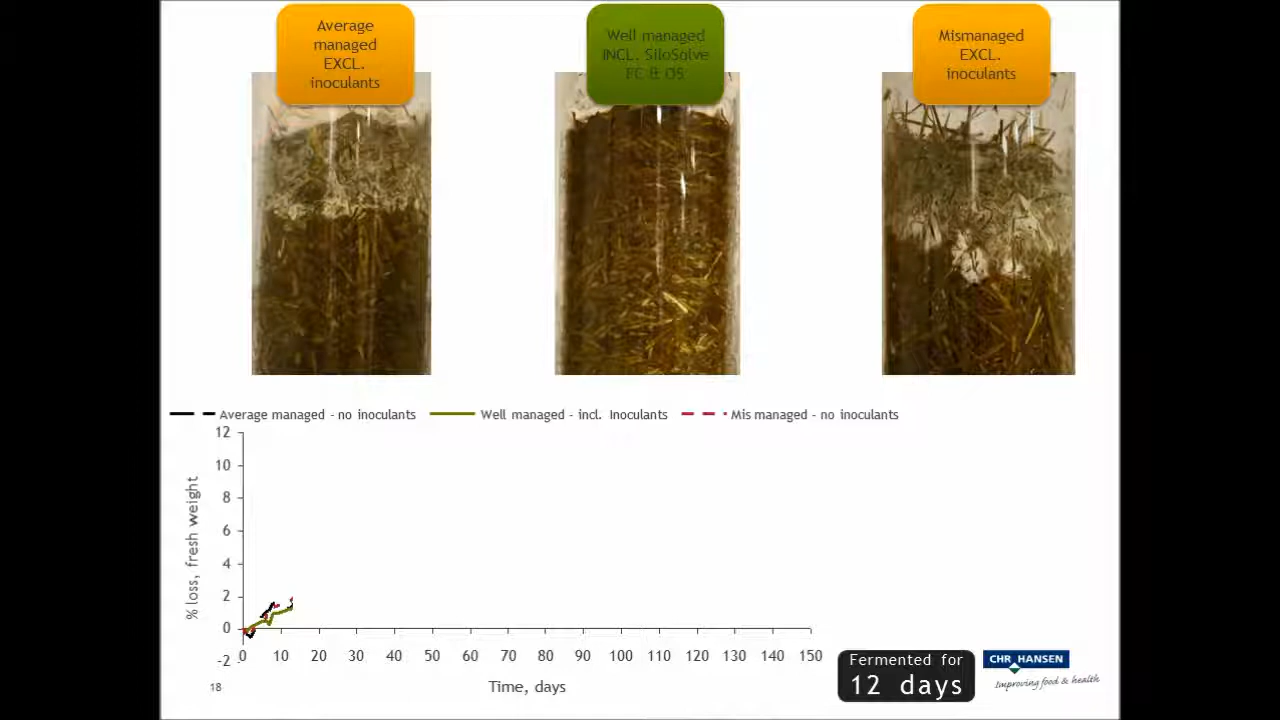 Average
managed
EXCL.
inoculants
Well managed
INCL. SiloSolve
FC & OS
Mismanaged
EXCL.
inoculants
Average managed - no inoculants
Well managed - incl. Inoculants
Mis managed - no inoculants
12
10
8
6
4
2
0
-2
% loss, fresh weight
0 10 20 30 40 50 60 70 80 90 100 110 120 130 140 150
Time, days
18
Fermented for
12 days
CHR HANSEN
Improving food & health